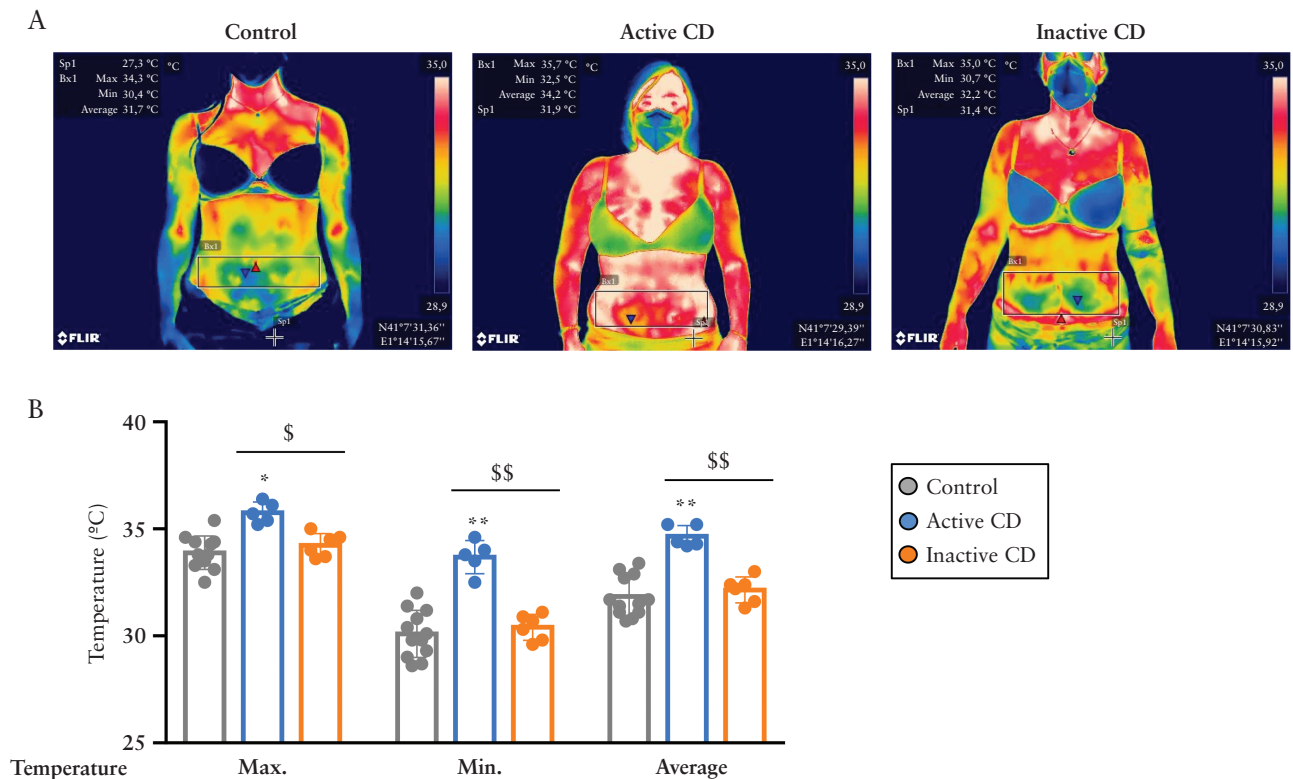 A
Control
Active CD
Inactive CD
Sp1 27,3 °C °C
Bx1 Max 34,3 °C
Min 30,4 °C
Average 31,7 °C
35,0
Bx1
Sp1
28,9
FLIR
N41°7'31,36''
E1°14'15,67''
Bx1 Max 35,7 °C °C
Min 32,5 °C
Average 34,2 °C
Sp1 31,9 °C
35,0
Bx1
Sp1
28,9
FLIR
N41°7'29,39''
E1°14'16,27''
Bx1 Max 35,0 °C °C
Min 30,7 °C
Average 32,2 °C
Sp1 31,4 °C
35,0
Bx1
Sp1
28,9
FLIR
N41°7'30,83''
E1°14'15,92''
B
Temperature (ºC)
40
35
30
25
*
$
**
$$
**
$$
Control
Active CD
Inactive CD
Temperature Max. Min. Average